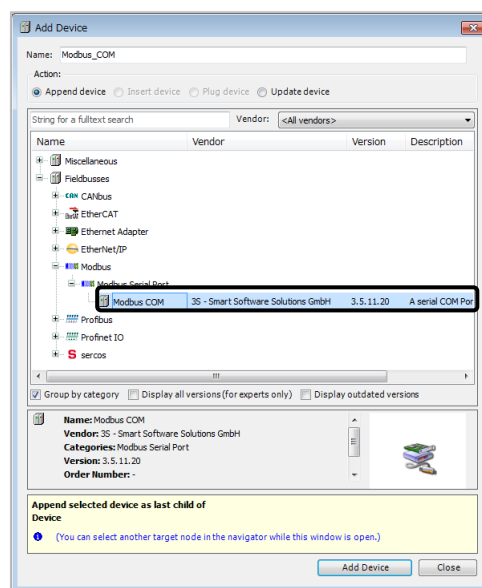 Add Device
Name: Modbus_COM
Action:
Append device Insert device Plug device Update device
String for a fulltext search Vendor: <All vendors>
Name Vendor Version Description
Miscellaneous
Fieldbusses
CAN CANbus
EtherCAT
Ethernet Adapter
EtherNet/IP
Modbus
Modbus Serial Port
Modbus COM 3S - Smart Software Solutions GmbH 3.5.11.20 A serial COM Por
Profibus
Profinet IO
S sercos
Group by category Display all versions (for experts only) Display outdated versions
Name: Modbus COM
Vendor: 3S - Smart Software Solutions GmbH
Categories: Modbus Serial Port
Version: 3.5.11.20
Order Number: -
Append selected device as last child of
Device
(You can select another target node in the navigator while this window is open.)
Add Device Close